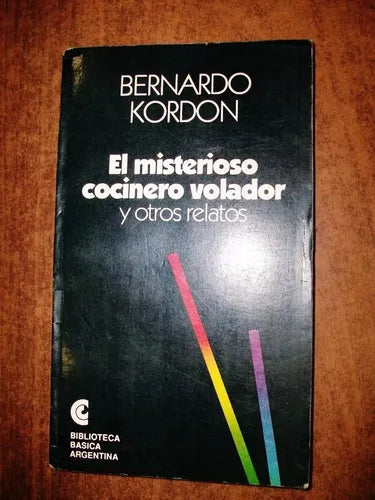 BERNARDO
KORDON
El misterioso
cocinero volador
y otros relatos
BIBLIOTECA
BASICA
ARGENTINA